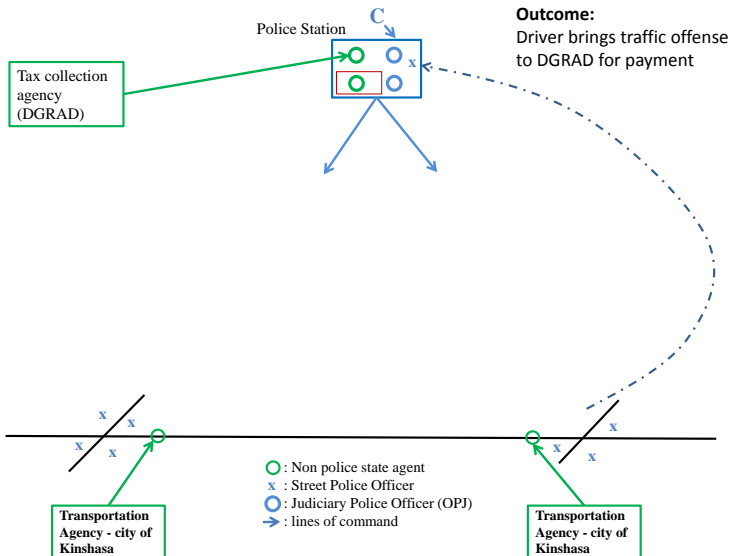 Outcome:
Driver brings traffic offense
to DGRAD for payment
C
Police Station
x
Tax collection
agency
(DGRAD)
x
x
x
x
x
x
x
Transportation
Agency - city of
Kinshasa
: Non police state agent
x : Street Police Officer
: Judiciary Police Officer (OPJ)
: lines of command
Transportation
Agency - city of
Kinshasa